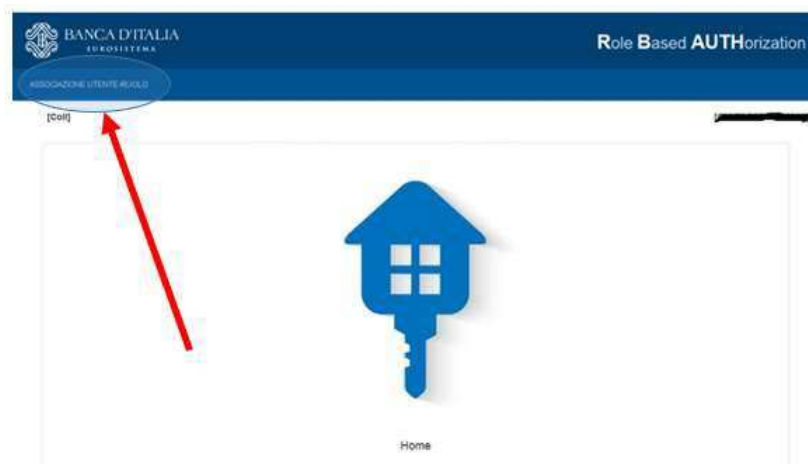 BANCA D'ITALIA
EUROSISTEMA
Role Based AUTHorization
ASSOCIAZIONE UTENTE-RUOLO
[Coll]
Home